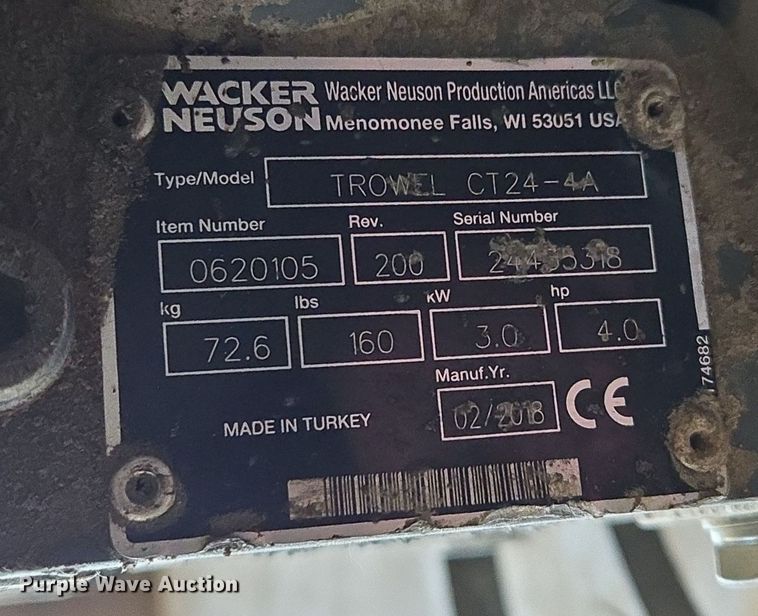 WACKER NEUSON
Wacker Neuson Production Americas LLC
Menomonee Falls, WI 53051 USA
Type/Model TROWEL CT24-4A
Item Number Rev. Serial Number
0620105 200
kg lbs kW hp
72.6 160 3.0 4.0
Manuf.Yr.
MADE IN TURKEY 02/2018 CE
74682
Purple Wave Auction